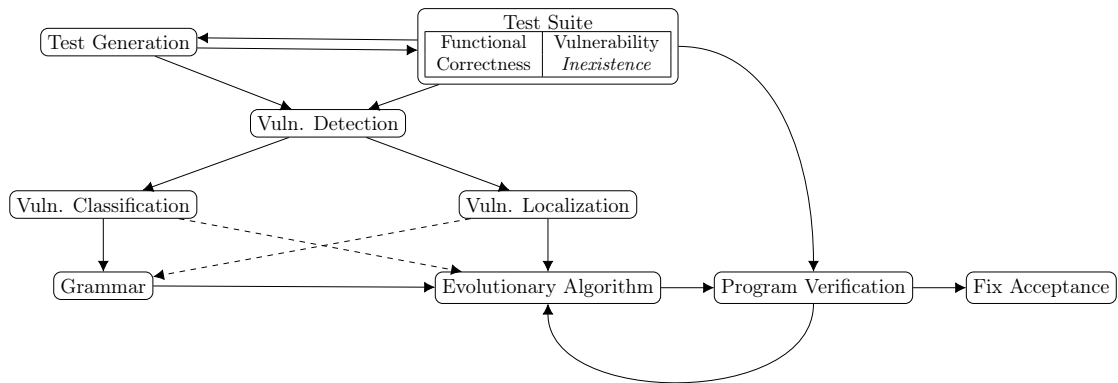 Test Suite
Test Generation
Functional Correctness
Vulnerability Inexistence
Vuln. Detection
Vuln. Classification
Vuln. Localization
Grammar
Evolutionary Algorithm
Program Verification
Fix Acceptance